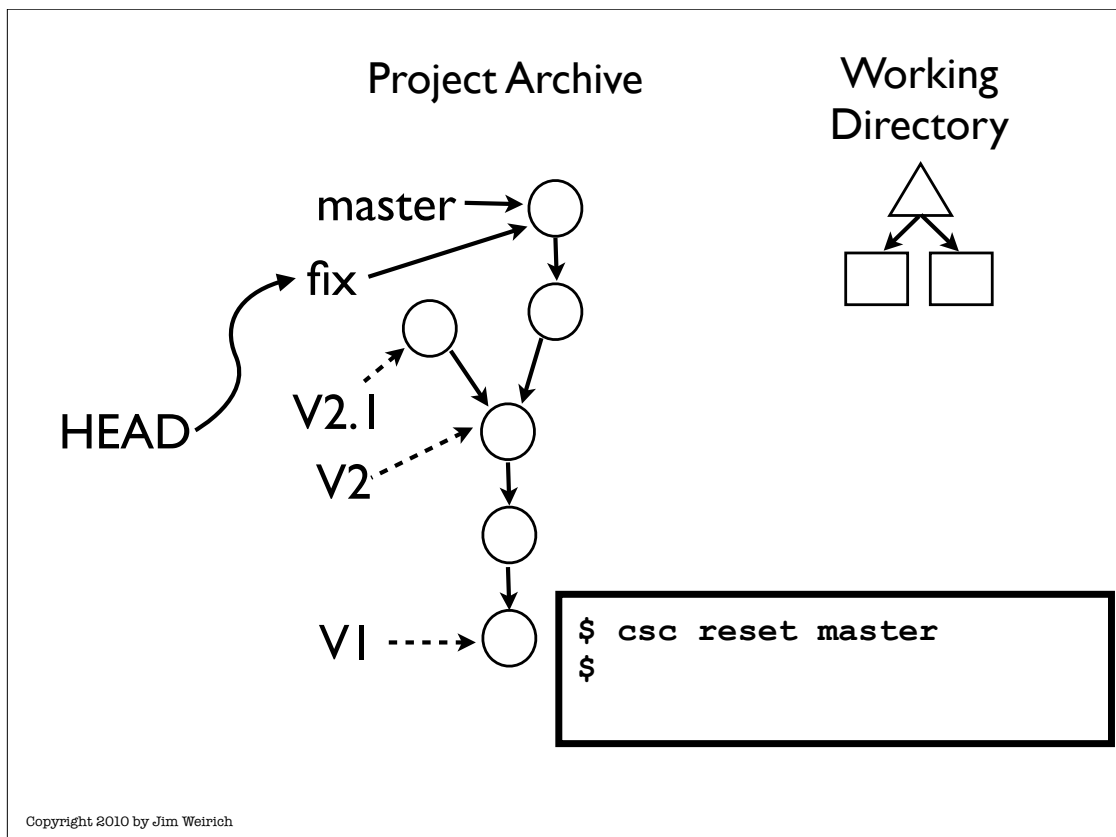 Project Archive
Working
Directory
master
fix
V2.1
HEAD
V2
V1
$ csc reset master
$
Copyright 2010 by Jim Weirich